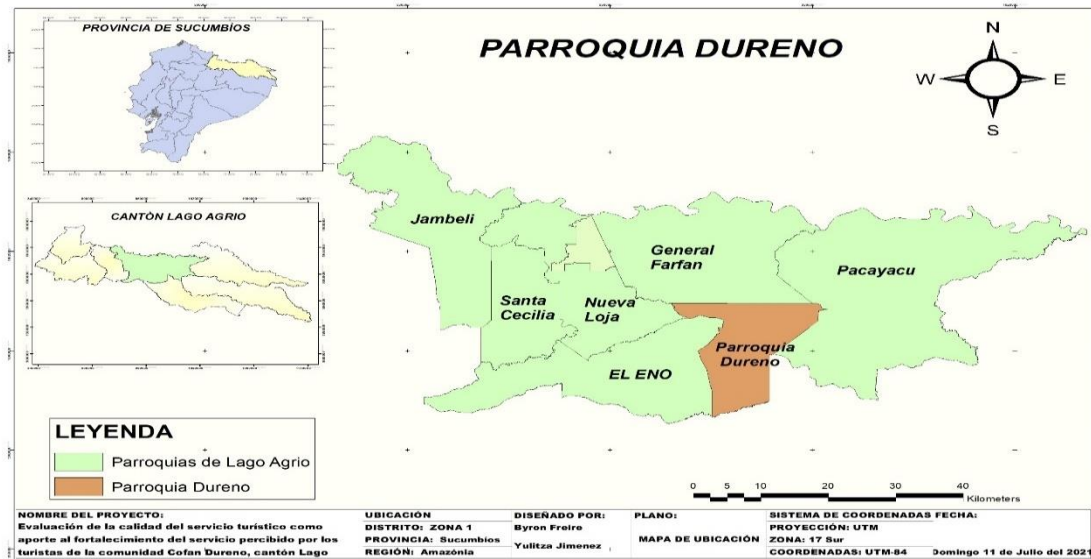 PROVINCIA DE SUCUMBÍOS
PARROQUIA DURENO
N
W E
S
CANTÒN LAGO AGRIO
Jambeli
General
Farfan
Pacayacu
Santa
Cecilia
Nueva
Loja
Parroquia
Dureno
EL ENO
LEYENDA
Parroquias de Lago Agrio
Parroquia Dureno
0 5 10 20 30 40
Kilometers
NOMBRE DEL PROYECTO:
Evaluación de la calidad del servicio turístico como
aporte al fortalecimiento del servicio percibido por los
turistas de la comunidad Cofan Dureno, cantón Lago
UBICACIÓN
DISTRITO: ZONA 1
PROVINCIA: Sucumbíos
REGIÓN: Amazónia
DISEÑADO POR:
Byron Freire
Yulitza Jimenez
PLANO:
MAPA DE UBICACIÓN
SISTEMA DE COORDENADAS
PROYECCIÓN: UTM
ZONA: 17 Sur
COORDENADAS: UTM-84
FECHA:
Domingo 11 de Julio del 2021